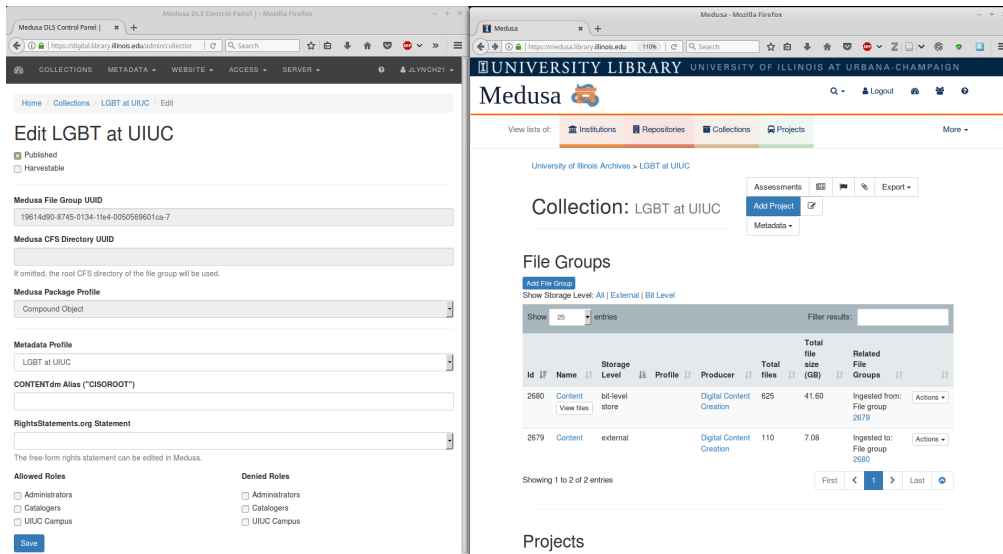 Medusa DLS Control Panel | - Mozilla Firefox
Medusa DLS Control Panel |
https://digital.library.illinois.edu/admin/collection
Search
COLLECTIONS METADATA WEBSITE ACCESS SERVER JLYNCH21
Home / Collections / LGBT at UIUC / Edit
Edit LGBT at UIUC
Published
Harvestable
Medusa File Group UUID
19614d90-8745-0134-1fe4-0050569601ca-7
Medusa CFS Directory UUID
If omitted, the root CFS directory of the file group will be used.
Medusa Package Profile
Compound Object
Metadata Profile
LGBT at UIUC
CONTENTdm Alias ("CISOROOT")
RightsStatements.org Statement
The free-form rights statement can be edited in Medusa.
Allowed Roles Denied Roles
Administrators Administrators
Catalogers Catalogers
UIUC Campus UIUC Campus
Save
Medusa - Mozilla Firefox
Medusa
https://medusa.library.illinois.edu 110% Search
UNIVERSITY LIBRARY UNIVERSITY OF ILLINOIS AT URBANA-CHAMPAIGN
Medusa Logout
View lists of: Institutions Repositories Collections Projects More
University of Illinois Archives > LGBT at UIUC
Assessments Export
Collection: LGBT at UIUC Add Project
Metadata
File Groups
Add File Group
Show Storage Level: All | External | Bit Level
Show 25 entries Filter results:
Id Name Storage Level Profile Producer Total files Total file size (GB) Related File Groups
2680 Content bit-level store Digital Content Creation 625 41.60 Ingested from: File group 2679 Actions
View files
2679 Content external Digital Content Creation 110 7.08 Ingested to: File group 2680 Actions
Showing 1 to 2 of 2 entries First 1 Last
Projects